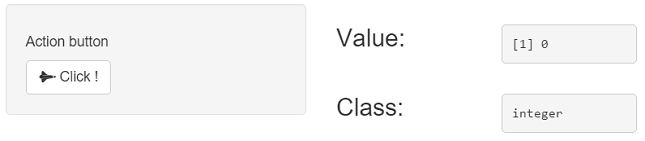 Action button
Click !
Value:
[1] 0
Class:
integer